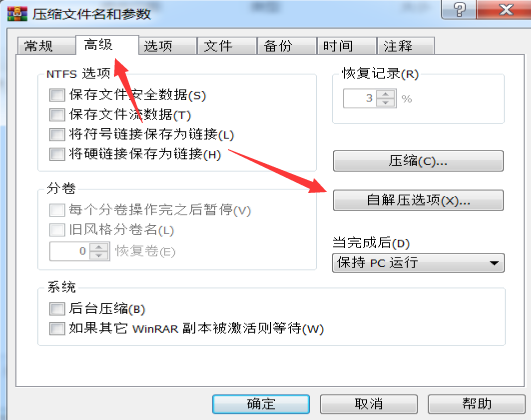 压缩文件名和参数
常规 高级 选项 文件 备份 时间 注释
NTFS 选项
保存文件安全数据(S)
保存文件流数据(T)
将符号链接保存为链接(L)
将硬链接保存为链接(H)
恢复记录(R)
3 %
压缩(C)...
自解压选项(X)...
分卷
每个分卷操作完之后暂停(V)
旧风格分卷名(L)
0 恢复卷(E)
当完成后(D)
保持 PC 运行
系统
后台压缩(B)
如果其它 WinRAR 副本被激活则等待(W)
确定 取消 帮助